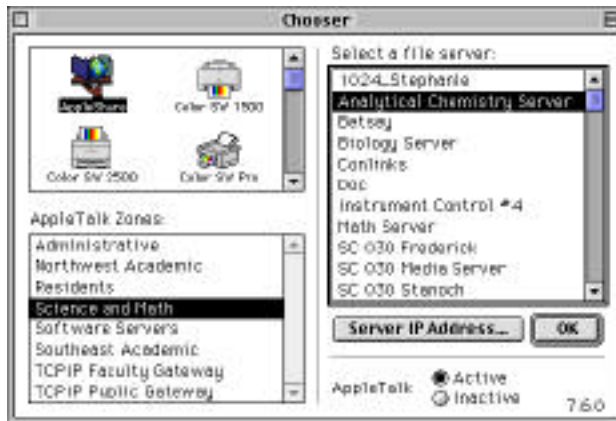 Chooser
AppleShare
Color SW 1500
Color SW 2500
Color SW Pro
AppleTalk Zones:
Administrative
Northwest Academic
Residents
Science and Math
Software Servers
Southeast Academic
TCPIP Faculty Gateway
TCPIP Public Gateway
Select a file server:
1024_Stephanie
Analytical Chemistry Server
Betsey
Biology Server
Conlinks
Doc
Instrument Control #4
Math Server
SC 030 Frederick
SC 030 Media Server
SC 030 Stanoch
Server IP Address...
OK
AppleTalk
Active
Inactive
7.6.0